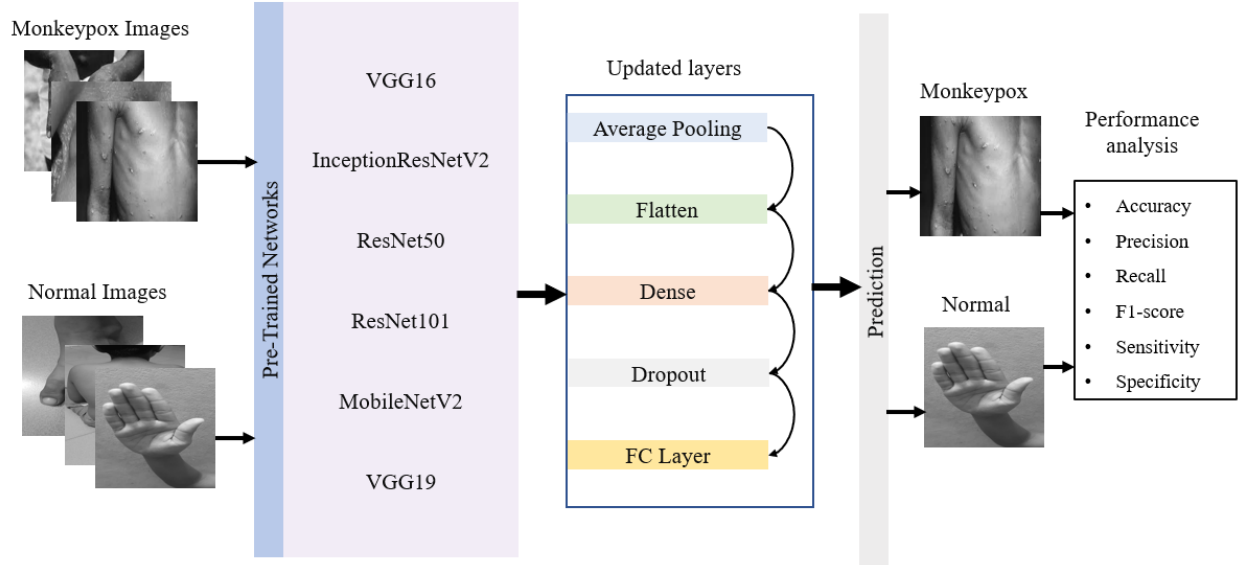 Monkeypox Images
Normal Images
Pre-Trained Networks
VGG16
InceptionResNetV2
ResNet50
ResNet101
MobileNetV2
VGG19
Updated layers
Average Pooling
Flatten
Dense
Dropout
FC Layer
Prediction
Monkeypox
Normal
Performance
analysis
• Accuracy
• Precision
• Recall
• F1-score
• Sensitivity
• Specificity